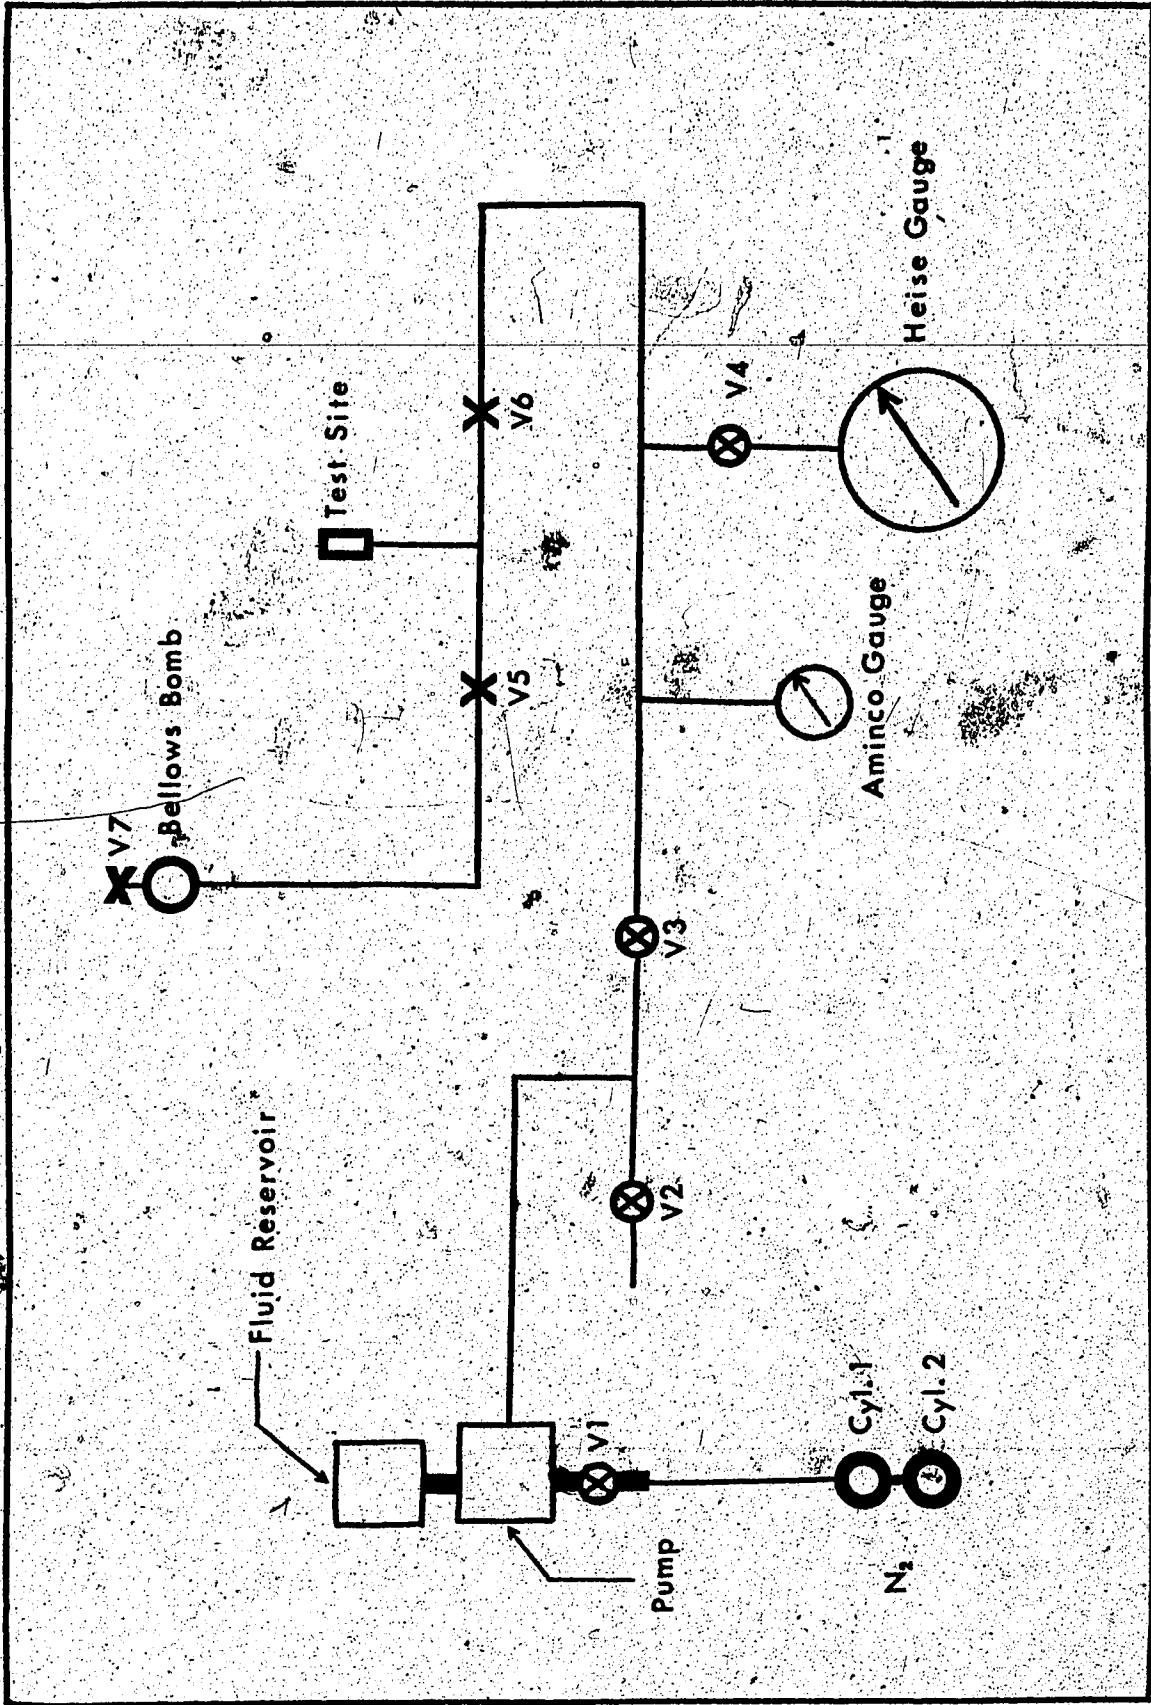 Fluid Reservoir
Pump
V1
Cyl. 1
Cyl. 2
N₂
V2
V3
V7
Bellows Bomb
V5
Test Site
V6
Aminco Gauge
V4
Heise Gauge